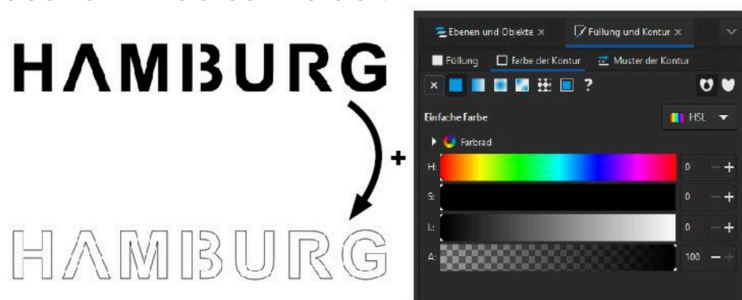 HAMBURG
+
HAMBURG
Ebenen und Objekte × Füllung und Kontur ×
Füllung Farbe der Kontur Muster der Kontur
× ?
Einfache Farbe HSL
Farbrad
H: 0 − +
S: 0 − +
L: 0 − +
A: 100 − +